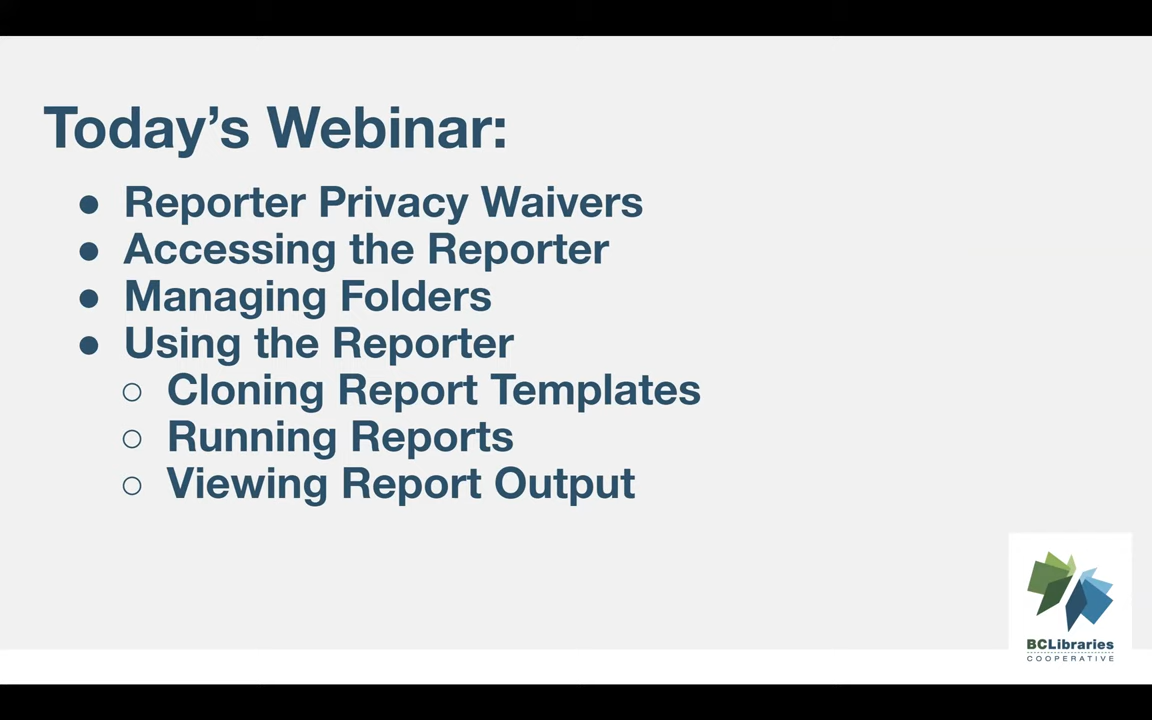 Today’s Webinar:
● Reporter Privacy Waivers
● Accessing the Reporter
● Managing Folders
● Using the Reporter
○ Cloning Report Templates
○ Running Reports
○ Viewing Report Output
BCLibraries
COOPERATIVE